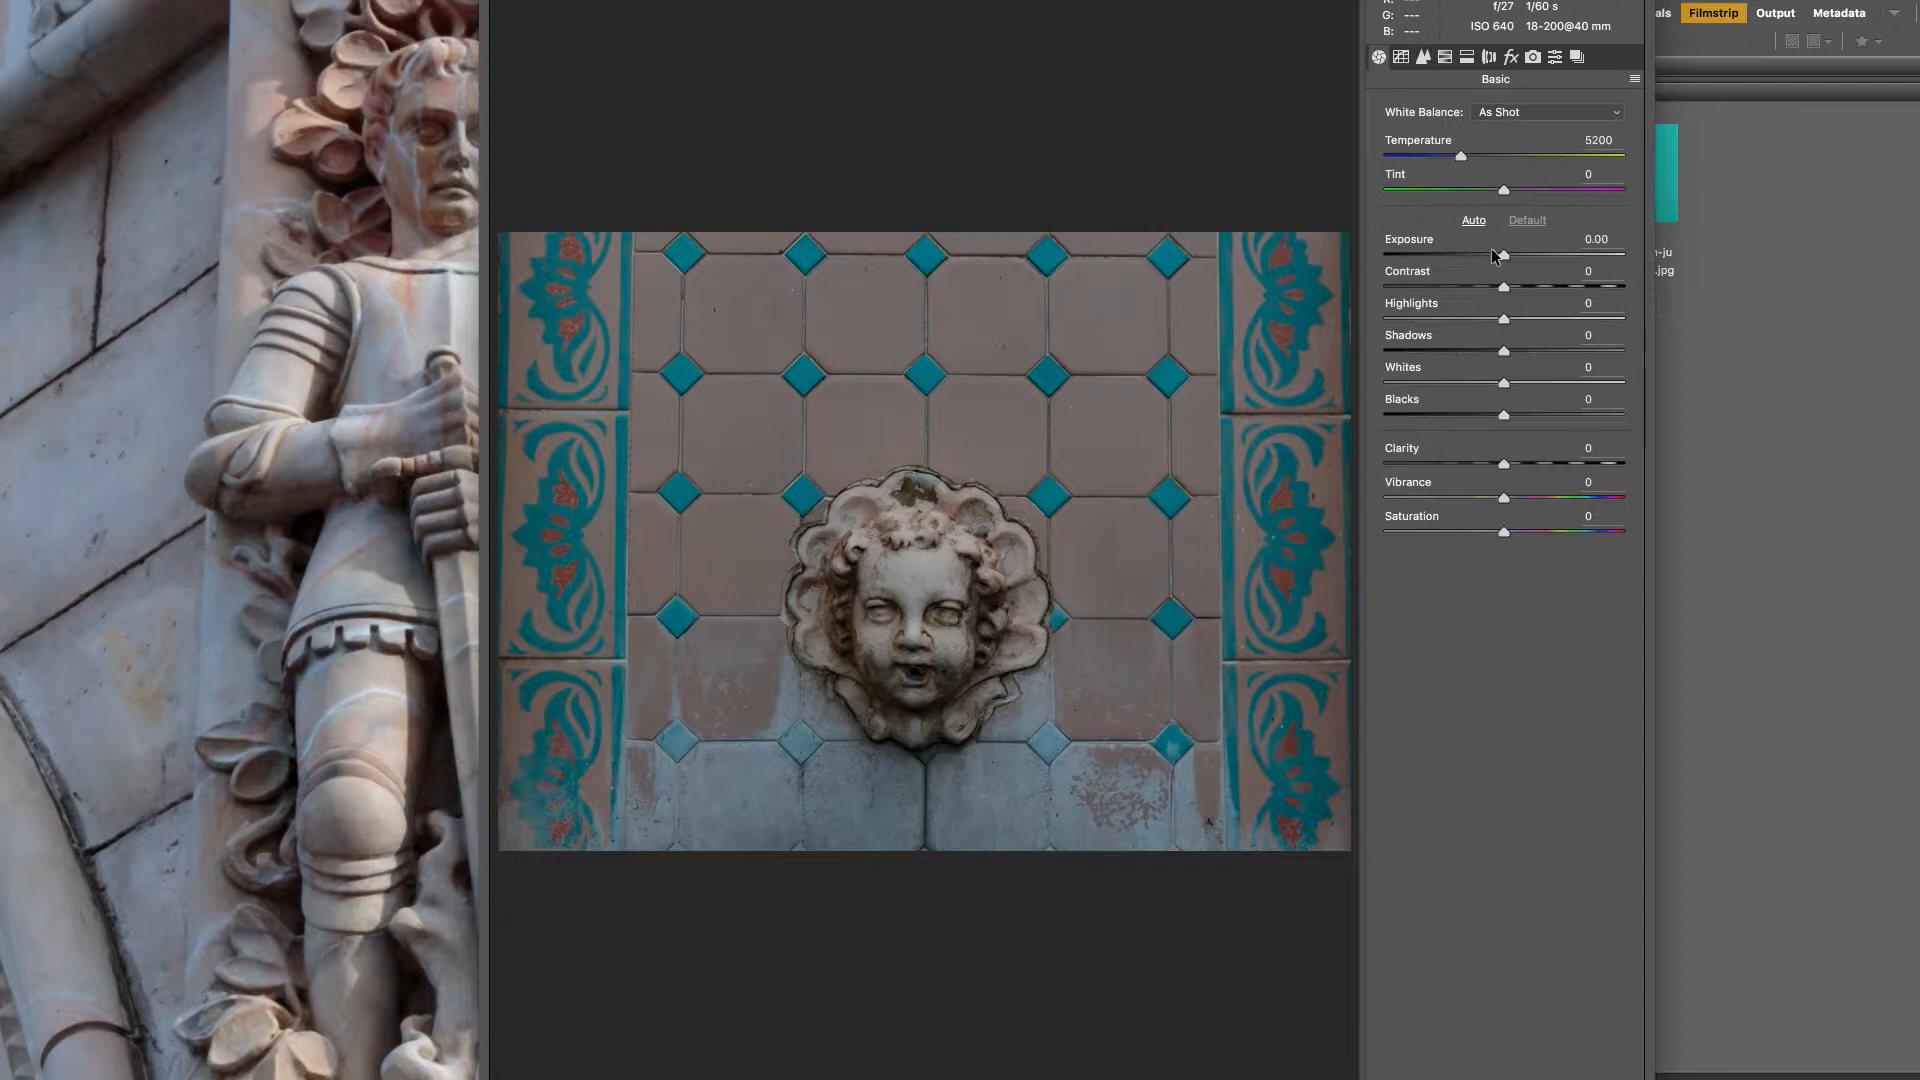 G: ---
B: ---
f/27 1/60 s
ISO 640 18-200@40 mm
als Filmstrip Output Metadata
fx
Basic
White Balance: As Shot
Temperature 5200
Tint 0
Auto Default
Exposure 0.00
Contrast 0
Highlights 0
Shadows 0
Whites 0
Blacks 0
Clarity 0
Vibrance 0
Saturation 0
-ju
.jpg